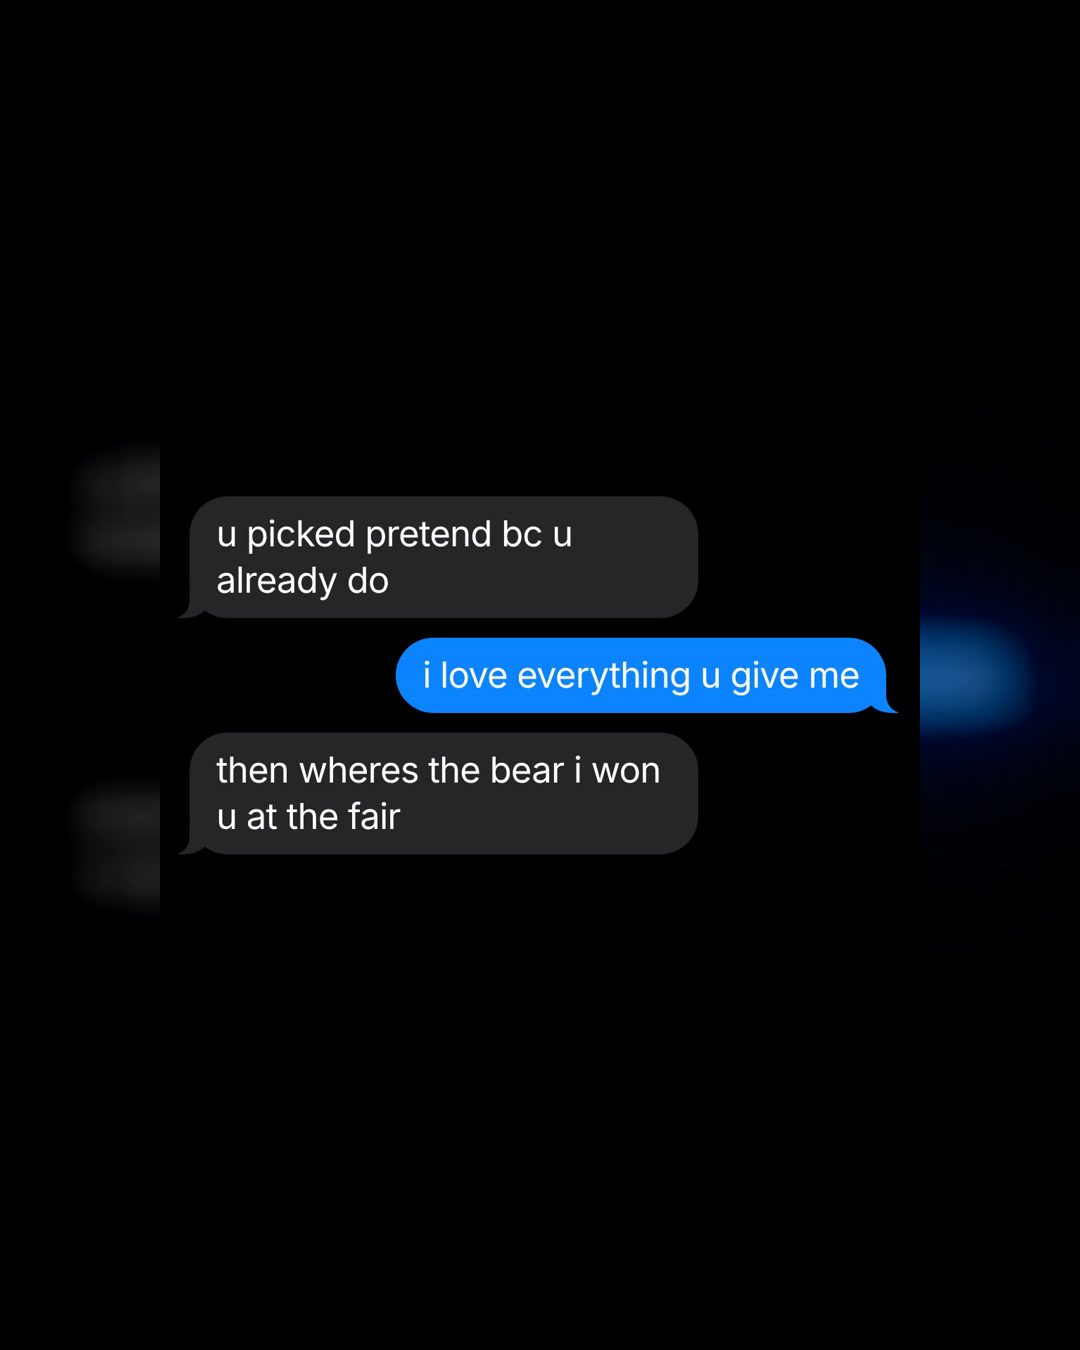 u picked pretend bc u
already do
i love everything u give me
then wheres the bear i won
u at the fair